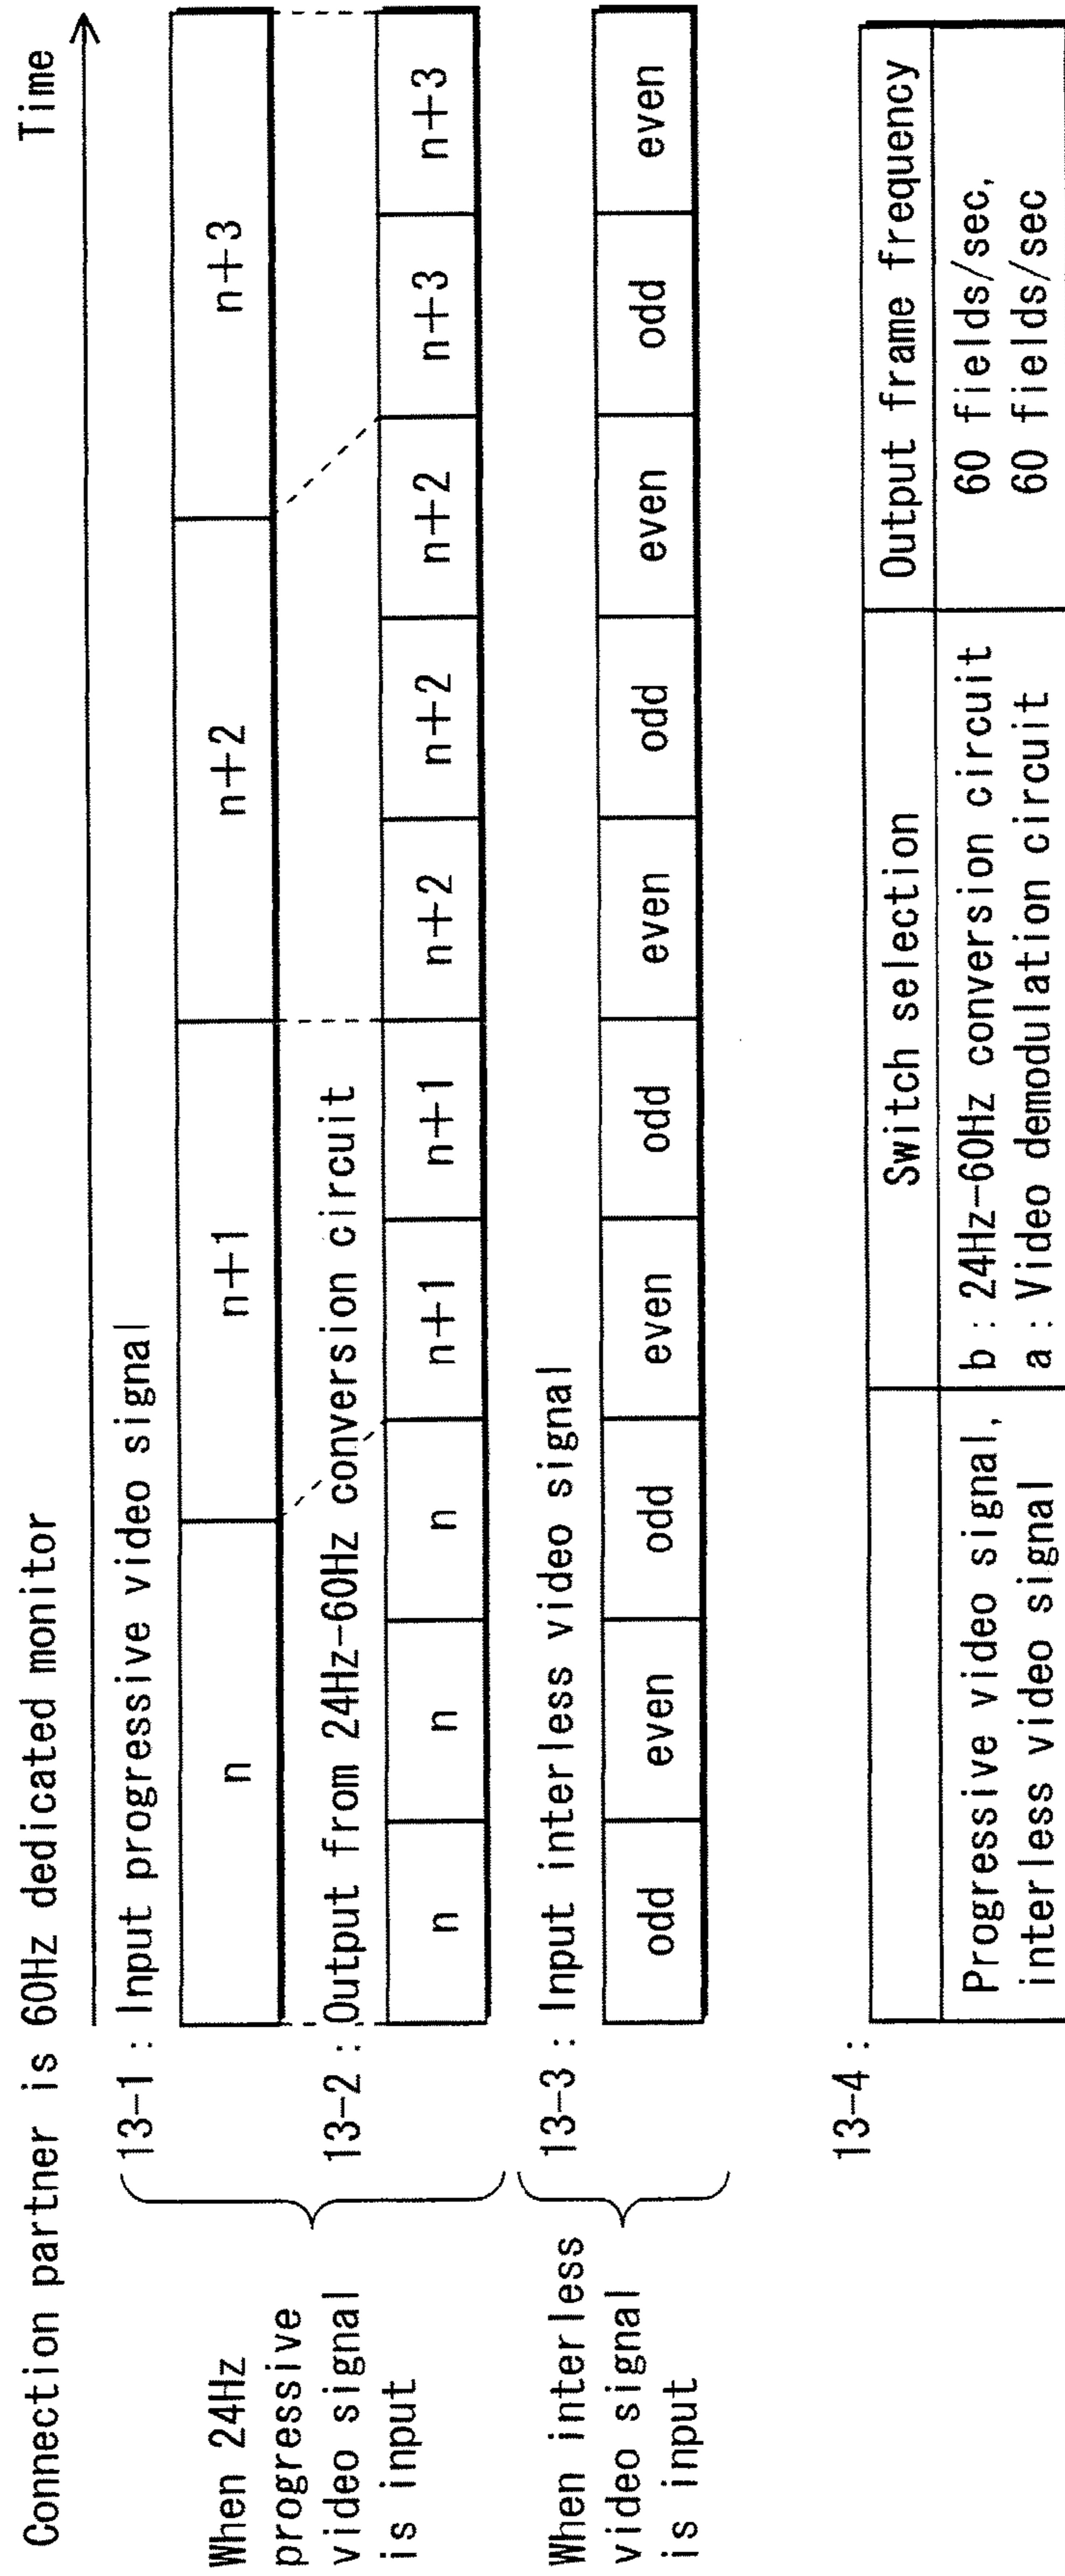 Connection partner is 60Hz dedicated monitor
Time
When 24Hz
progressive
video signal
is input
13-1 : Input progressive video signal
n n+1 n+2 n+3
13-2 : Output from 24Hz-60Hz conversion circuit
n n n n+1 n+1 n+2 n+2 n+2 n+3 n+3
When interless
video signal
is input
13-3 : Input interless video signal
odd even odd even odd even odd even odd even
13-4 :
Switch selection Output frame frequency
Progressive video signal, b : 24Hz-60Hz conversion circuit 60 fields/sec,
interless video signal a : Video demodulation circuit 60 fields/sec